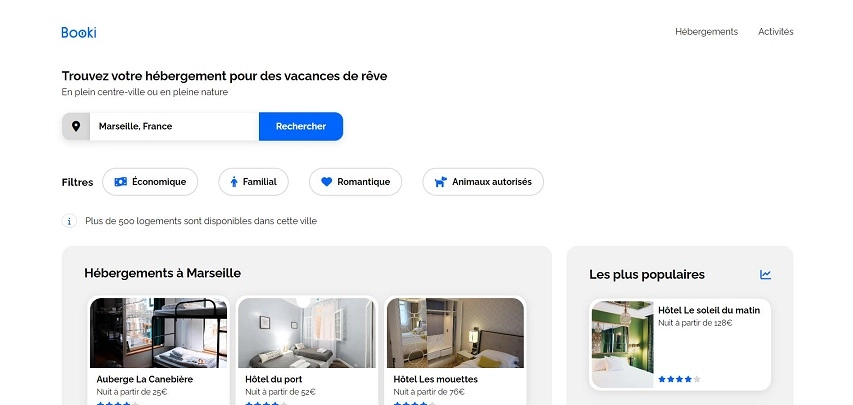 Booki
Hébergements
Activités
Trouvez votre hébergement pour des vacances de rêve
En plein centre-ville ou en pleine nature
Marseille, France
Rechercher
Filtres
Économique
Familial
Romantique
Animaux autorisés
Plus de 500 logements sont disponibles dans cette ville
Hébergements à Marseille
Auberge La Canebière
Nuit à partir de 25€
Hôtel du port
Nuit à partir de 52€
Hôtel Les mouettes
Nuit à partir de 76€
Les plus populaires
Hôtel Le soleil du matin
Nuit à partir de 128€